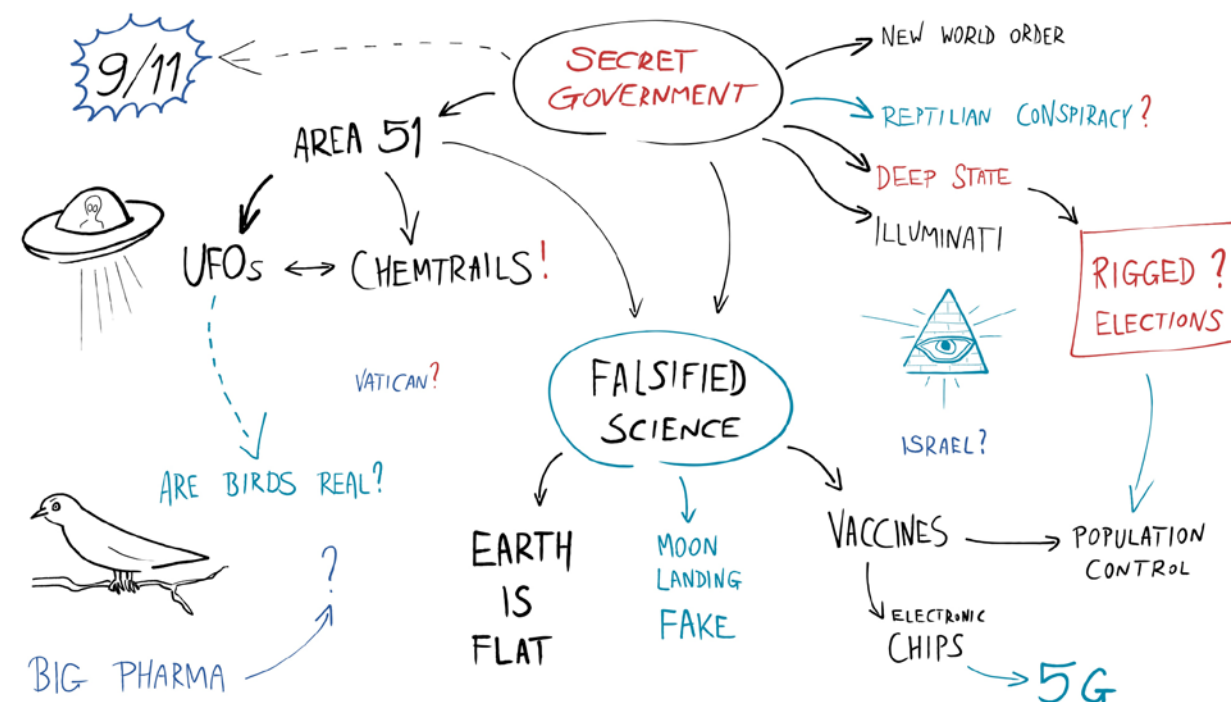 9/11
SECRET
GOVERNMENT
NEW WORLD ORDER
REPTILIAN CONSPIRACY?
AREA 51
DEEP STATE
ILLUMINATI
UFOs
CHEMTRAILS!
RIGGED ?
ELECTIONS
VATICAN?
FALSIFIED
SCIENCE
ISRAEL?
ARE BIRDS REAL?
EARTH
IS
FLAT
MOON
LANDING
FAKE
VACCINES
POPULATION
CONTROL
?
ELECTRONIC
CHIPS
BIG PHARMA
5G